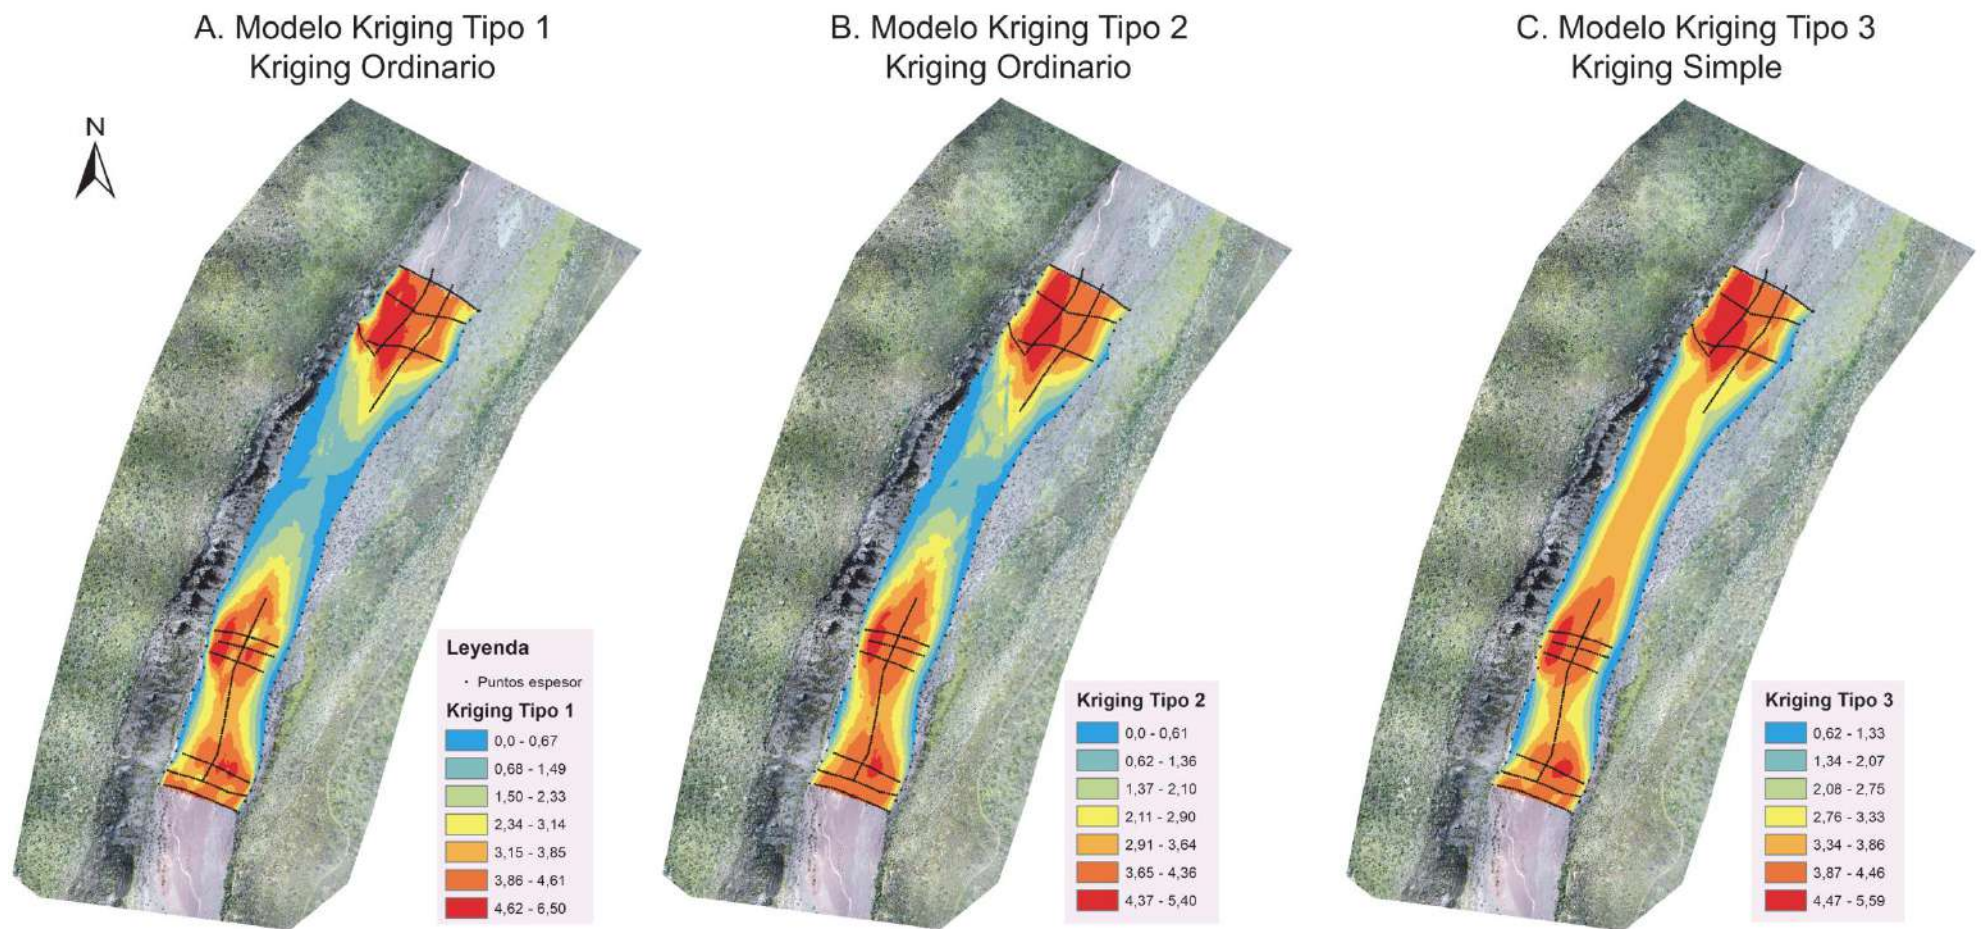 A. Modelo Kriging Tipo 1
Kriging Ordinario
B. Modelo Kriging Tipo 2
Kriging Ordinario
C. Modelo Kriging Tipo 3
Kriging Simple
N
Leyenda
Puntos espesor
Kriging Tipo 1
0,0 - 0,67
0,68 - 1,49
1,50 - 2,33
2,34 - 3,14
3,15 - 3,85
3,86 - 4,61
4,62 - 6,50
Kriging Tipo 2
0,0 - 0,61
0,62 - 1,36
1,37 - 2,10
2,11 - 2,90
2,91 - 3,64
3,65 - 4,36
4,37 - 5,40
Kriging Tipo 3
0,62 - 1,33
1,34 - 2,07
2,08 - 2,75
2,76 - 3,33
3,34 - 3,86
3,87 - 4,46
4,47 - 5,59